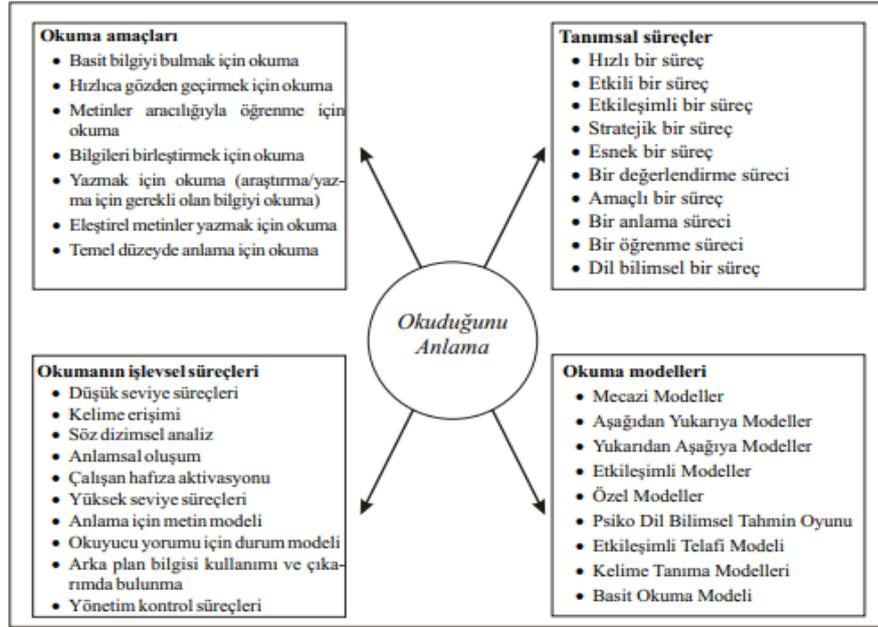 Okuma amaçları
• Basit bilgiyi bulmak için okuma
• Hızlıca gözden geçirmek için okuma
• Metinler aracılığıyla öğrenme için
okuma
• Bilgileri birleştirmek için okuma
• Yazmak için okuma (araştırma/yaz-
ma için gerekli olan bilgiyi okuma)
• Eleştirel metinler yazmak için okuma
• Temel düzeyde anlama için okuma
Tanımsal süreçler
• Hızlı bir süreç
• Etkili bir süreç
• Etkileşimli bir süreç
• Stratejik bir süreç
• Esnek bir süreç
• Bir değerlendirme süreci
• Amaçlı bir süreç
• Bir anlama süreci
• Bir öğrenme süreci
• Dil bilimsel bir süreç
Okuduğunu
Anlama
Okumanın işlevsel süreçleri
• Düşük seviye süreçleri
• Kelime erişimi
• Söz dizimsel analiz
• Anlamsal oluşum
• Çalışan hafıza aktivasyonu
• Yüksek seviye süreçleri
• Anlama için metin modeli
• Okuyucu yorumu için durum modeli
• Arka plan bilgisi kullanımı ve çıka-
rımda bulunma
• Yönetim kontrol süreçleri
Okuma modelleri
• Mecazi Modeller
• Aşağıdan Yukarıya Modeller
• Yukarıdan Aşağıya Modeller
• Etkileşimli Modeller
• Özel Modeller
• Psiko Dil Bilimsel Tahmin Oyunu
• Etkileşimli Telafi Modeli
• Kelime Tanıma Modelleri
• Basit Okuma Modeli